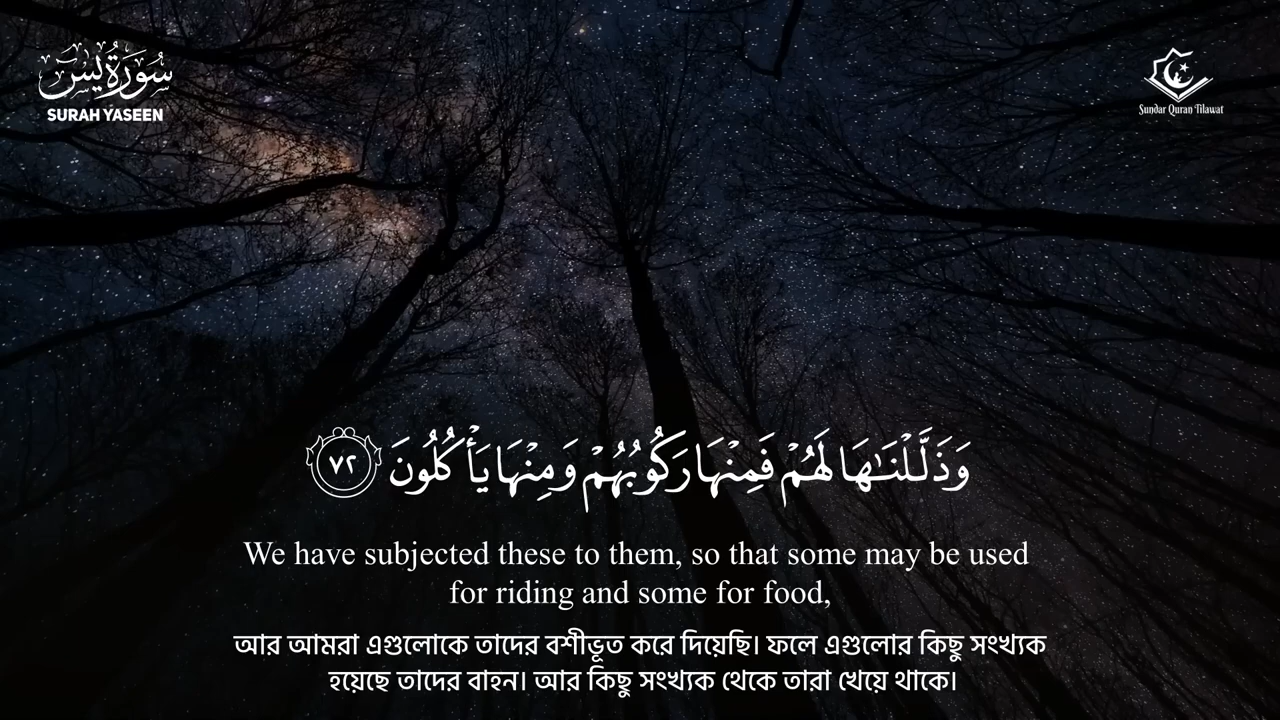 سُورَةُ يس
SURAH YASEEN
Sundar Quran Tilawat
وَذَلَّلْنَـٰهَا لَهُمْ فَمِنْهَا رَكُوبُهُمْ وَمِنْهَا يَأْكُلُونَ ٧٢
We have subjected these to them, so that some may be used
for riding and some for food,
আর আমরা এগুলোকে তাদের বশীভূত করে দিয়েছি। ফলে এগুলোর কিছু সংখ্যক
হয়েছে তাদের বাহন। আর কিছু সংখ্যক থেকে তারা খেয়ে থাকে।